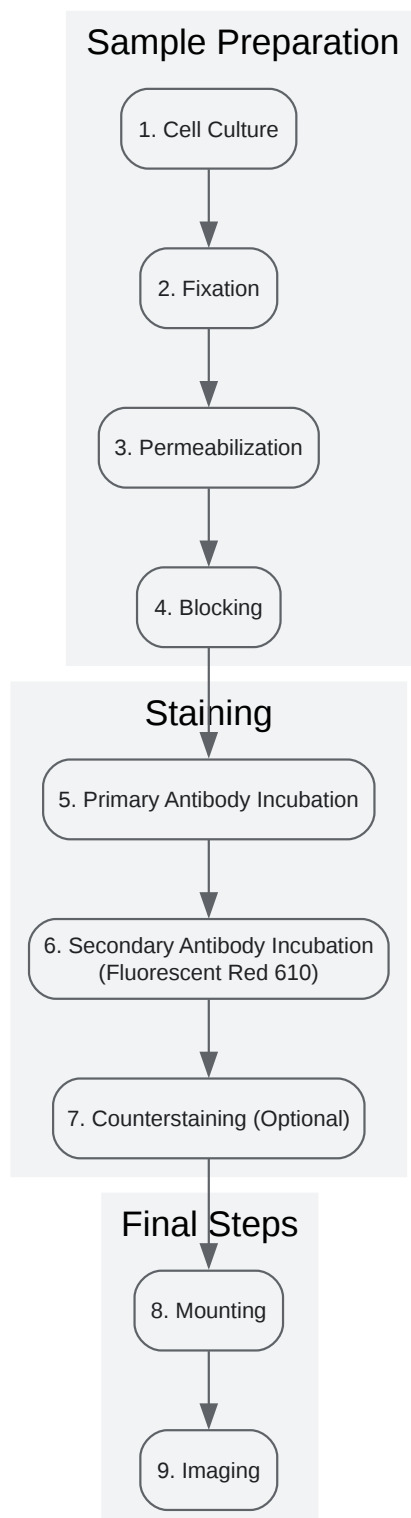 Sample Preparation
1. Cell Culture
2. Fixation
3. Permeabilization
4. Blocking
Staining
5. Primary Antibody Incubation
6. Secondary Antibody Incubation
(Fluorescent Red 610)
7. Counterstaining (Optional)
Final Steps
8. Mounting
9. Imaging